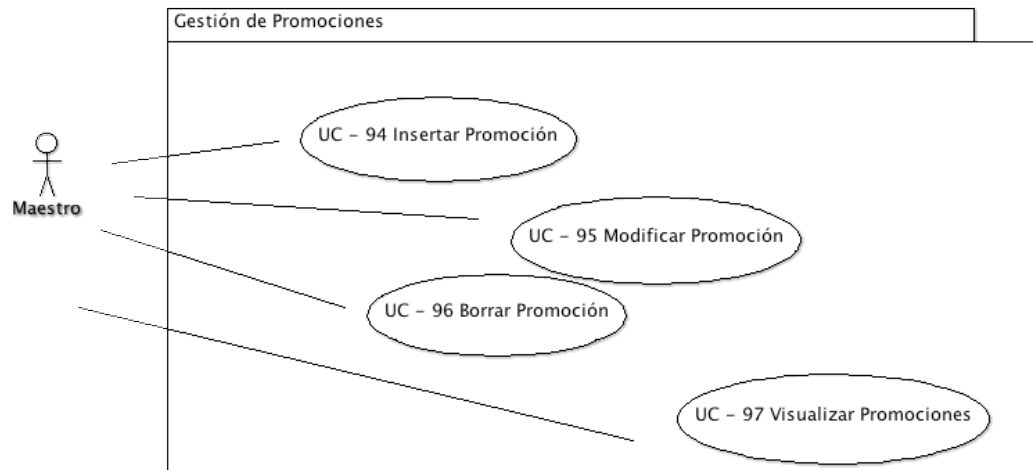 Gestión de Promociones
UC - 94 Insertar Promoción
Maestro
UC - 95 Modificar Promoción
UC - 96 Borrar Promoción
UC - 97 Visualizar Promociones